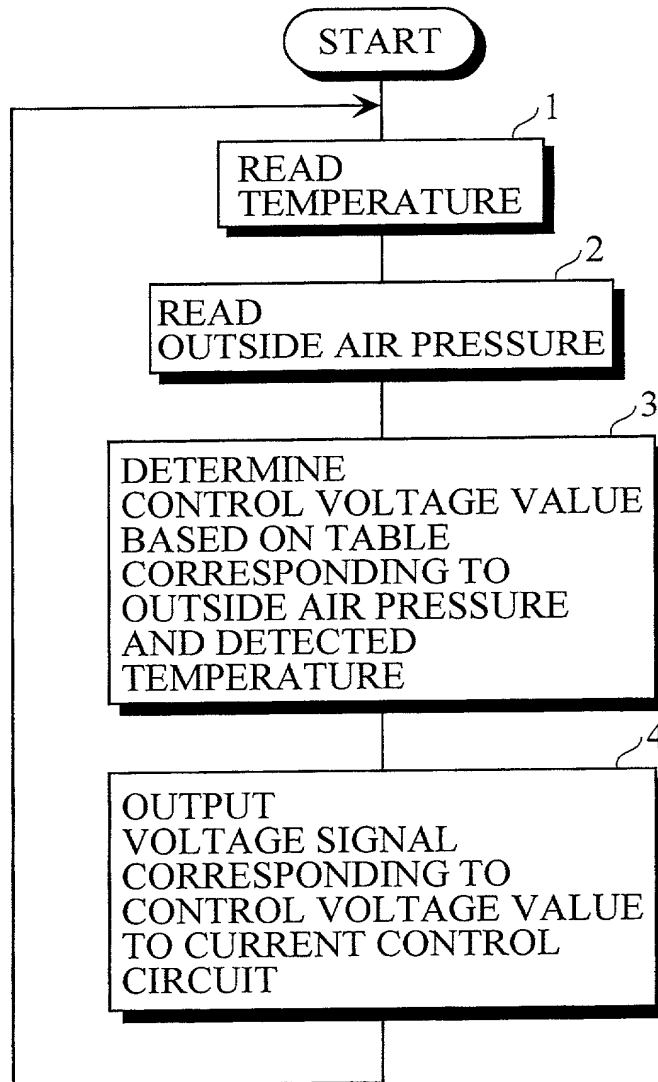 START
1
READ
TEMPERATURE
2
READ
OUTSIDE AIR PRESSURE
3
DETERMINE
CONTROL VOLTAGE VALUE
BASED ON TABLE
CORRESPONDING TO
OUTSIDE AIR PRESSURE
AND DETECTED
TEMPERATURE
4
OUTPUT
VOLTAGE SIGNAL
CORRESPONDING TO
CONTROL VOLTAGE VALUE
TO CURRENT CONTROL
CIRCUIT